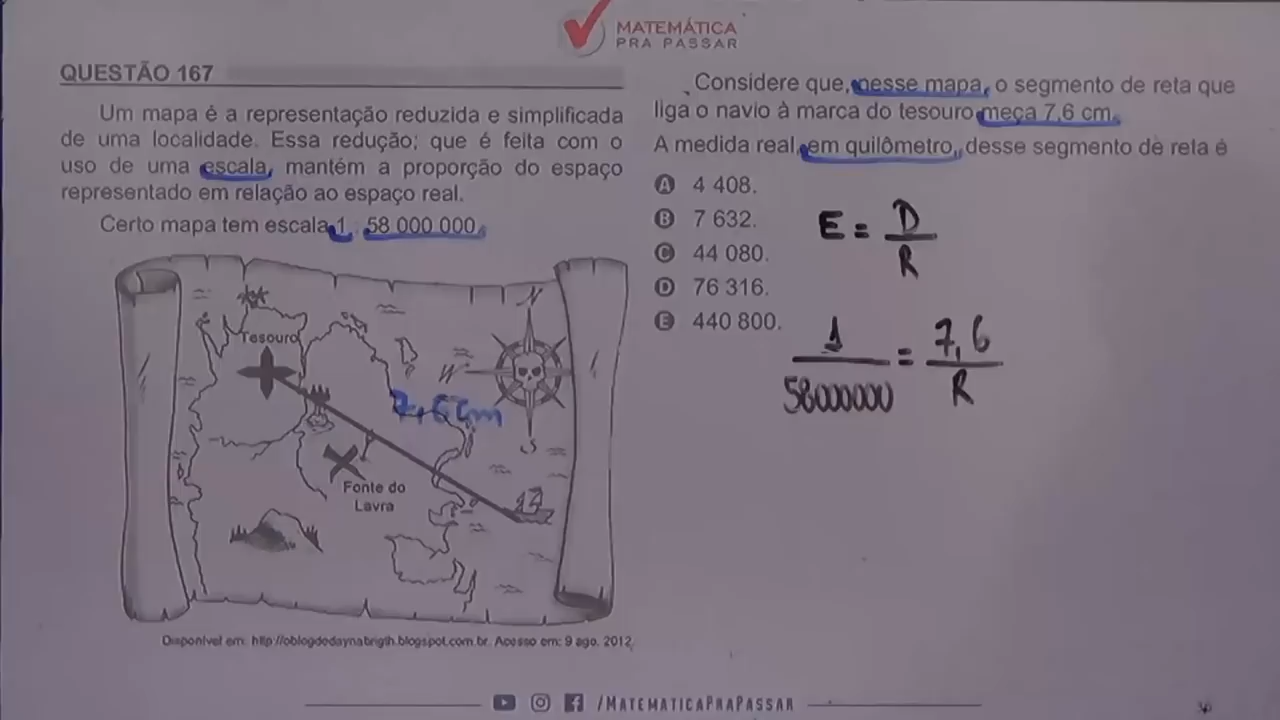 MATEMÁTICA
PRA PASSAR
QUESTÃO 167
Um mapa é a representação reduzida e simplificada
de uma localidade. Essa redução, que é feita com o
uso de uma escala, mantém a proporção do espaço
representado em relação ao espaço real.
Certo mapa tem escala 1 : 58 000 000.
Tesouro
N
W
S
7,6 cm
Fonte do
Lavra
Disponível em: http://oblogdedaynabrigth.blogspot.com.br. Acesso em: 9 ago. 2012.
Considere que, nesse mapa, o segmento de reta que
liga o navio à marca do tesouro meça 7,6 cm.
A medida real, em quilômetro, desse segmento de reta é
A 4 408.
B 7 632.
C 44 080.
D 76 316.
E 440 800.
E = D/R
1/58000000 = 7,6/R
/MATEMATICAPRAPASSAR